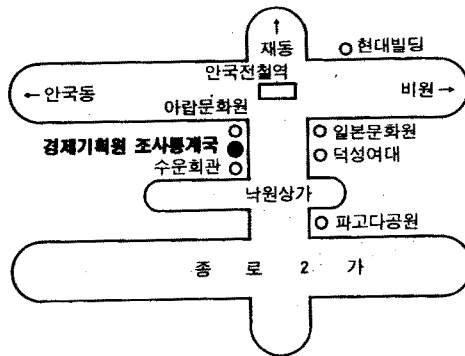 ↑
재동
현대빌딩
안국전철역
← 안국동
비원 →
아랍문화원
일본문화원
경제기획원 조사통계국
덕성여대
수운회관
낙원상가
파고다공원
종 로 2 가